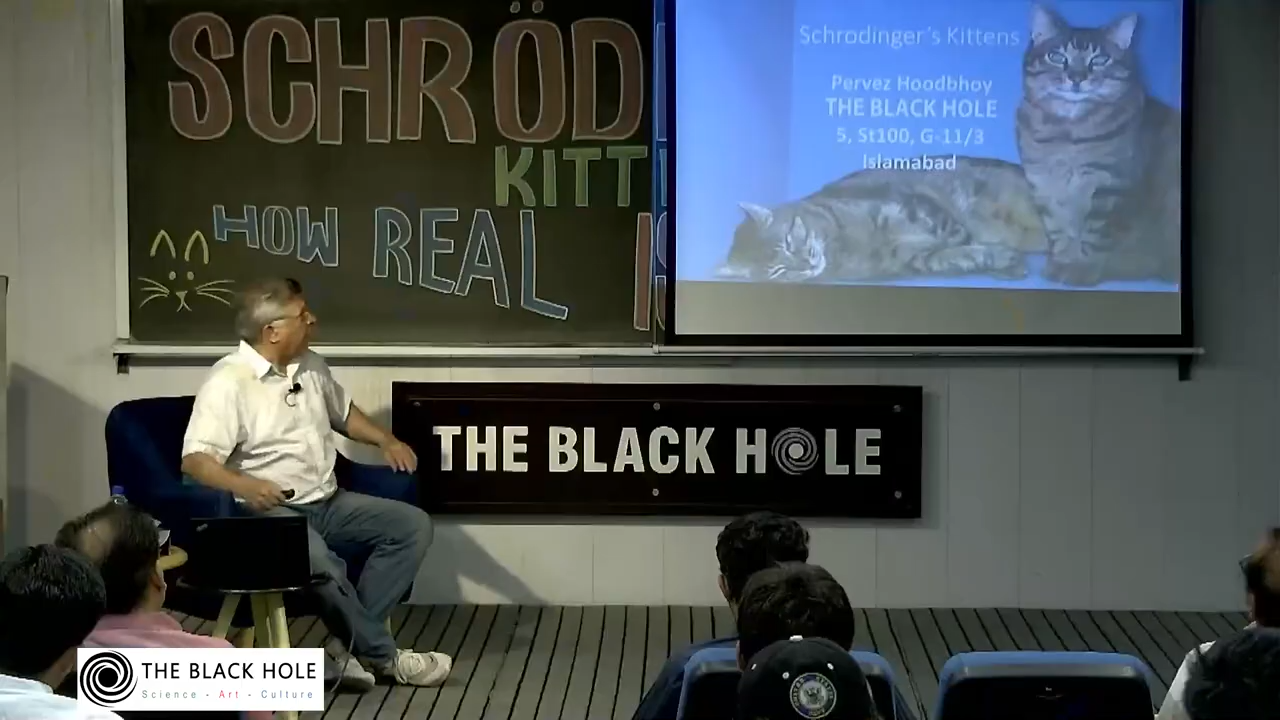 SCHRÖD
KITT
HOW REAL
Schrodinger's Kittens
Pervez Hoodbhoy
THE BLACK HOLE
5, St100, G-11/3
Islamabad
THE BLACK HOLE
THE BLACK HOLE
Science - Art - Culture